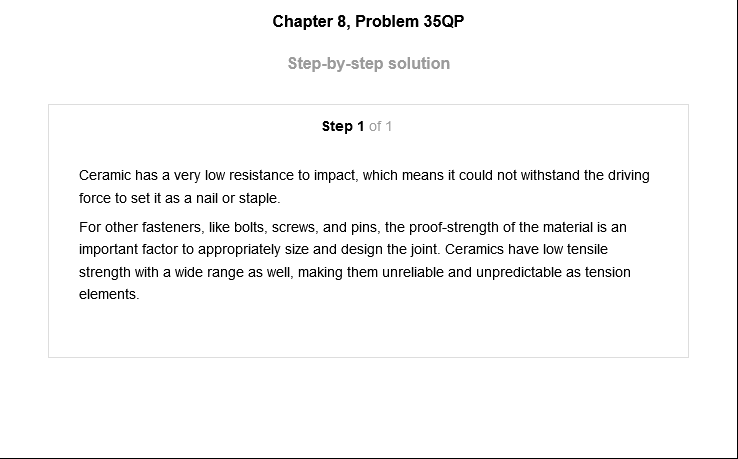 Chapter 8, Problem 35QP
Step-by-step solution
Step 1 of 1
Ceramic has a very low resistance to impact, which means it could not withstand the driving
force to set it as a nail or staple.
For other fasteners, like bolts, screws, and pins, the proof-strength of the material is an
important factor to appropriately size and design the joint. Ceramics have low tensile
strength with a wide range as well, making them unreliable and unpredictable as tension
elements.